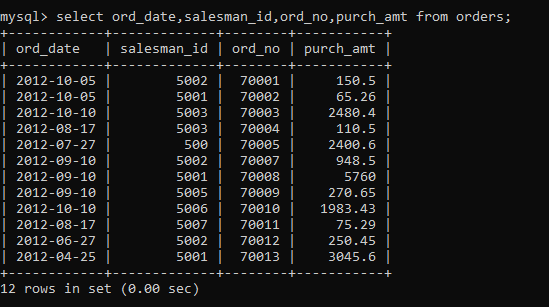 mysql> select ord_date,salesman_id,ord_no,purch_amt from orders;
+------------+-------------+--------+-----------+
| ord_date   | salesman_id | ord_no | purch_amt |
+------------+-------------+--------+-----------+
| 2012-10-05 |        5002 |  70001 |     150.5 |
| 2012-10-05 |        5001 |  70002 |     65.26 |
| 2012-10-10 |        5003 |  70003 |    2480.4 |
| 2012-08-17 |        5003 |  70004 |     110.5 |
| 2012-07-27 |         500 |  70005 |    2400.6 |
| 2012-09-10 |        5002 |  70007 |     948.5 |
| 2012-09-10 |        5001 |  70008 |      5760 |
| 2012-09-10 |        5005 |  70009 |    270.65 |
| 2012-10-10 |        5006 |  70010 |   1983.43 |
| 2012-08-17 |        5007 |  70011 |     75.29 |
| 2012-06-27 |        5002 |  70012 |    250.45 |
| 2012-04-25 |        5001 |  70013 |    3045.6 |
+------------+-------------+--------+-----------+
12 rows in set (0.00 sec)